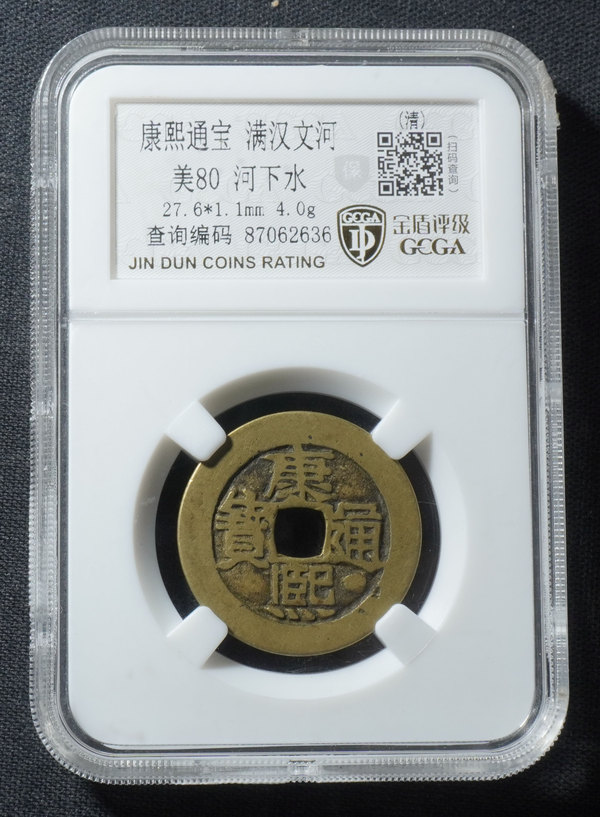 康熙通宝 满汉文河
美80 河下水
27.6*1.1mm 4.0g
查询编码 87062636
JIN DUN COINS RATING
(清)
(扫码查询)
保
GCGA
金盾评级
GCGA
康熙通寳